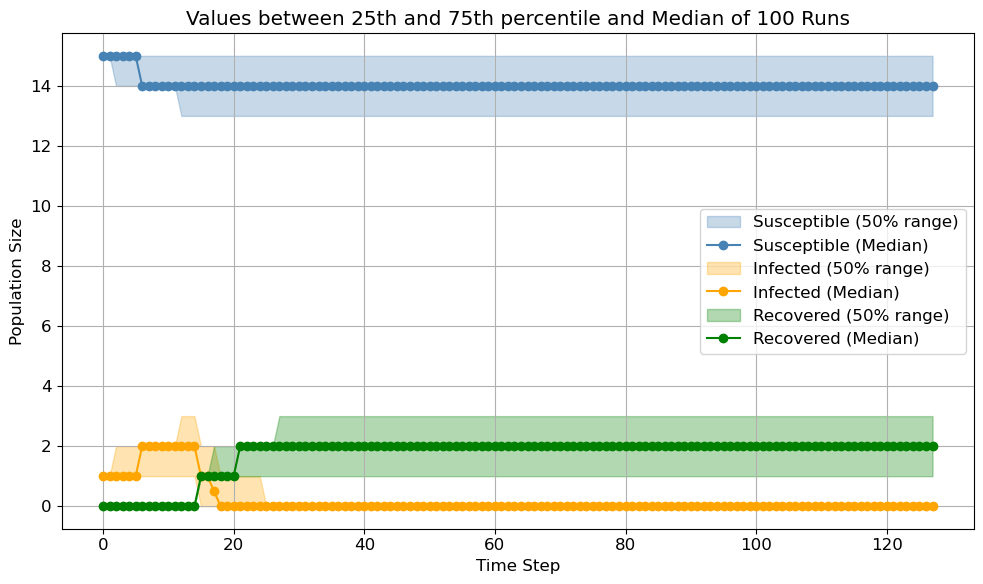 Values between 25th and 75th percentile and Median of 100 Runs
Population Size
14
12
10
8
6
4
2
0
Susceptible (50% range)
Susceptible (Median)
Infected (50% range)
Infected (Median)
Recovered (50% range)
Recovered (Median)
0 20 40 60 80 100 120
Time Step